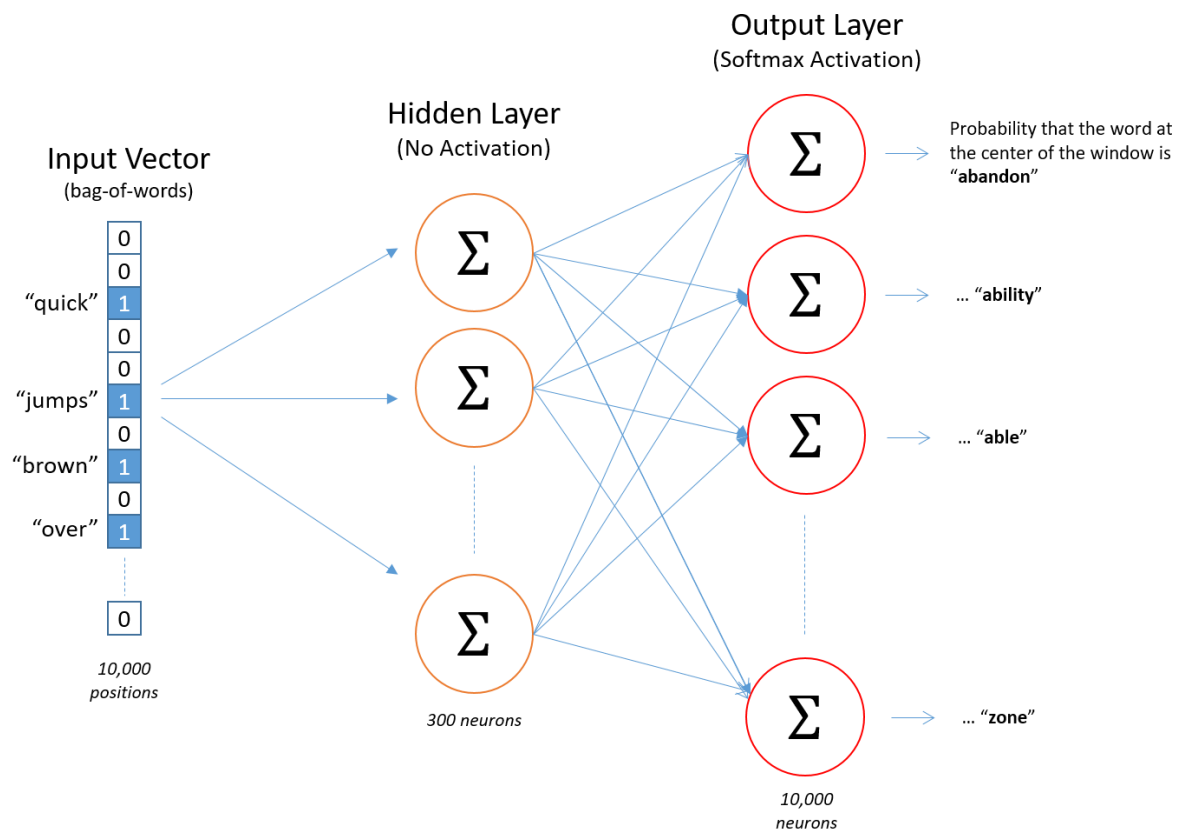 Output Layer
(Softmax Activation)
Hidden Layer
(No Activation)
Input Vector
(bag-of-words)
0
0
"quick" 1
0
0
"jumps" 1
0
"brown" 1
0
"over" 1
0
10,000
positions
Σ
Σ
Σ
300 neurons
Σ
Σ
Σ
Σ
10,000
neurons
Probability that the word at
the center of the window is
"abandon"
... "ability"
... "able"
... "zone"